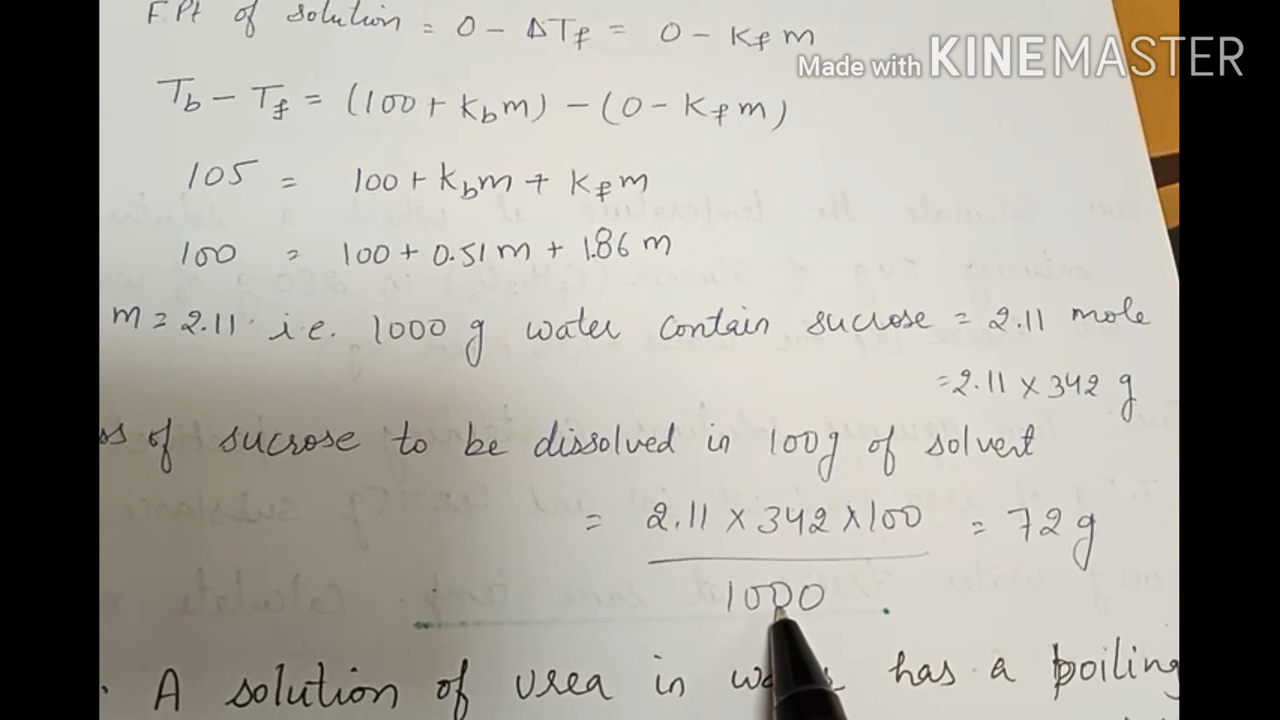 F.Pt of solution = 0 - ΔTf = 0 - Kf m
Made with KINEMASTER
Tb - Tf = (100 + Kb m) - (0 - Kf m)
105 = 100 + Kb m + Kf m
100 = 100 + 0.51 m + 1.86 m
m = 2.11 i.e. 1000 g water contain sucrose = 2.11 mole
= 2.11 × 342 g
ss of sucrose to be dissolved in 100g of solvent
= 2.11 × 342 × 100 = 72 g
1000
. A solution of urea in has a boiling